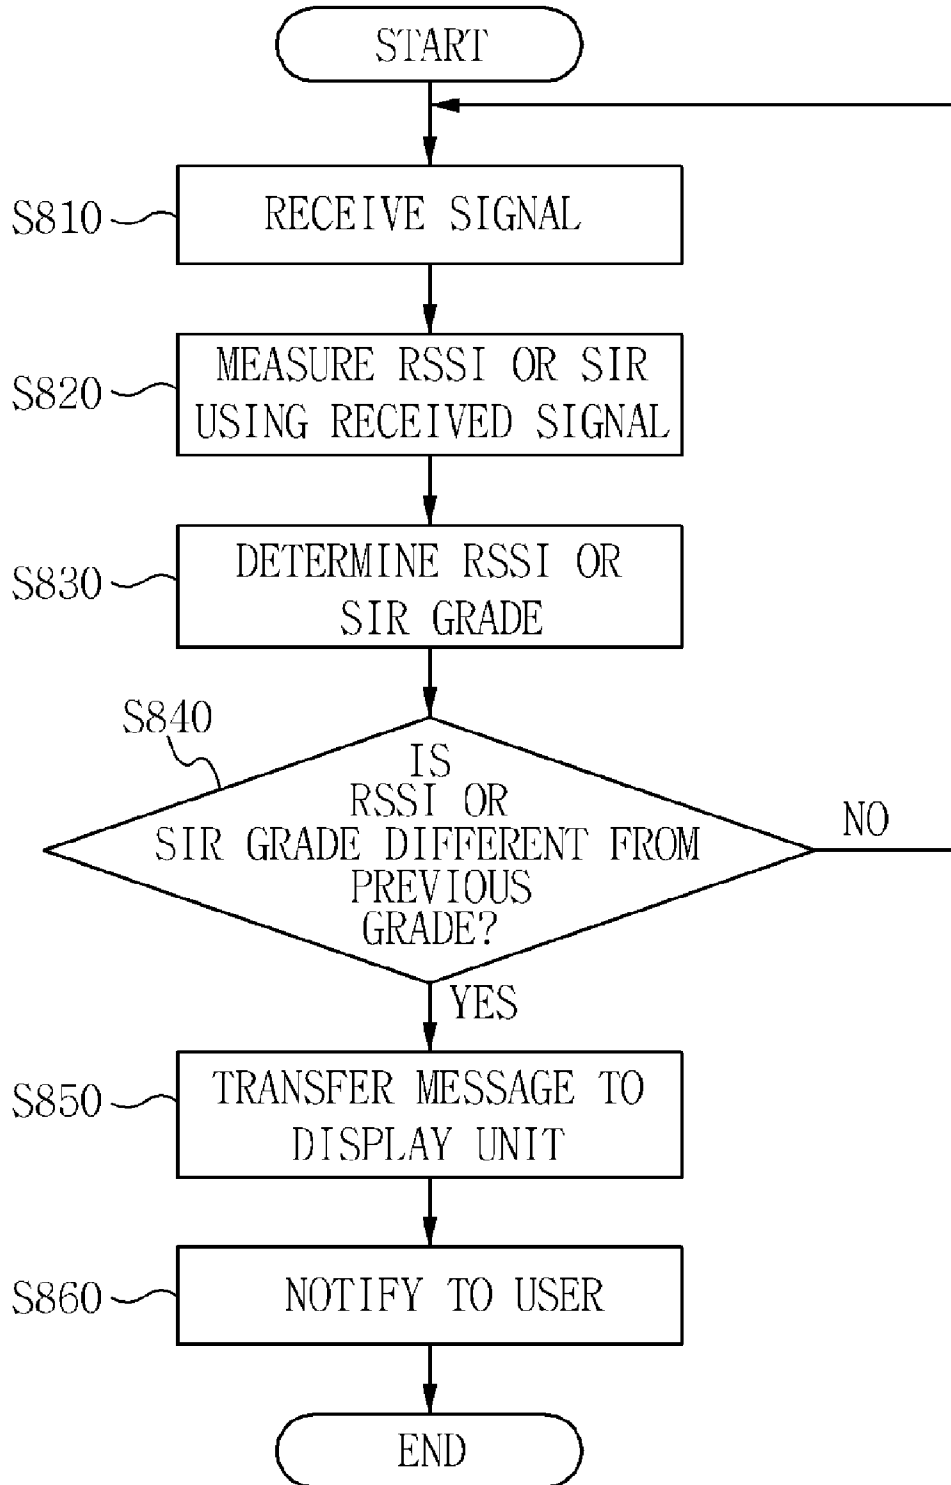 START
S810
RECEIVE SIGNAL
S820
MEASURE RSSI OR SIR
USING RECEIVED SIGNAL
S830
DETERMINE RSSI OR
SIR GRADE
S840
IS
RSSI OR
SIR GRADE DIFFERENT FROM
PREVIOUS
GRADE?
NO
YES
S850
TRANSFER MESSAGE TO
DISPLAY UNIT
S860
NOTIFY TO USER
END